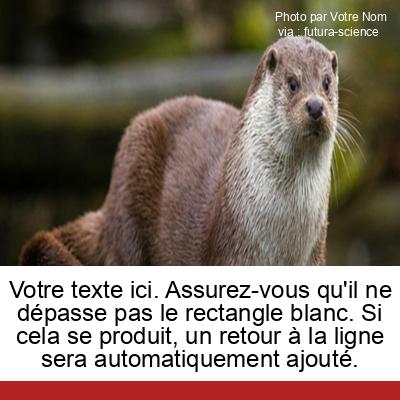 Photo par Votre Nom
via : futura-science
Votre texte ici. Assurez-vous qu'il ne
dépasse pas le rectangle blanc. Si
cela se produit, un retour à la ligne
sera automatiquement ajouté.